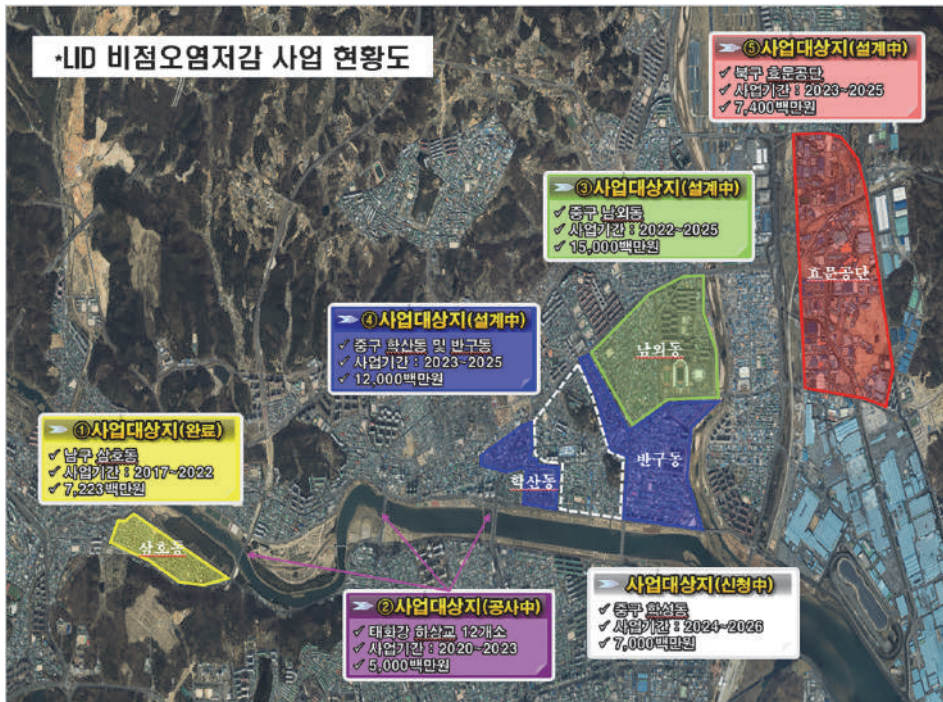 *LID 비점오염저감 사업 현황도
⑤사업대상지(설계中)
✓ 북구 효문공단
✓ 사업기간 : 2023~2025
✓ 7,400백만원
③사업대상지(설계中)
✓ 중구 남외동
✓ 사업기간 : 2022~2025
✓ 15,000백만원
효문공단
④사업대상지(설계中)
✓ 중구 학산동 및 반구동
✓ 사업기간 : 2023~2025
✓ 12,000백만원
남외동
①사업대상지(완료)
✓ 남구 삼호동
✓ 사업기간 : 2017~2022
✓ 7,223백만원
반구동
학산동
삼호동
②사업대상지(공사中)
✓ 태화강 하상교 12개소
✓ 사업기간 : 2020~2023
✓ 5,000백만원
사업대상지(신청中)
✓ 중구 학성동
✓ 사업기간 : 2024~2026
✓ 7,000백만원